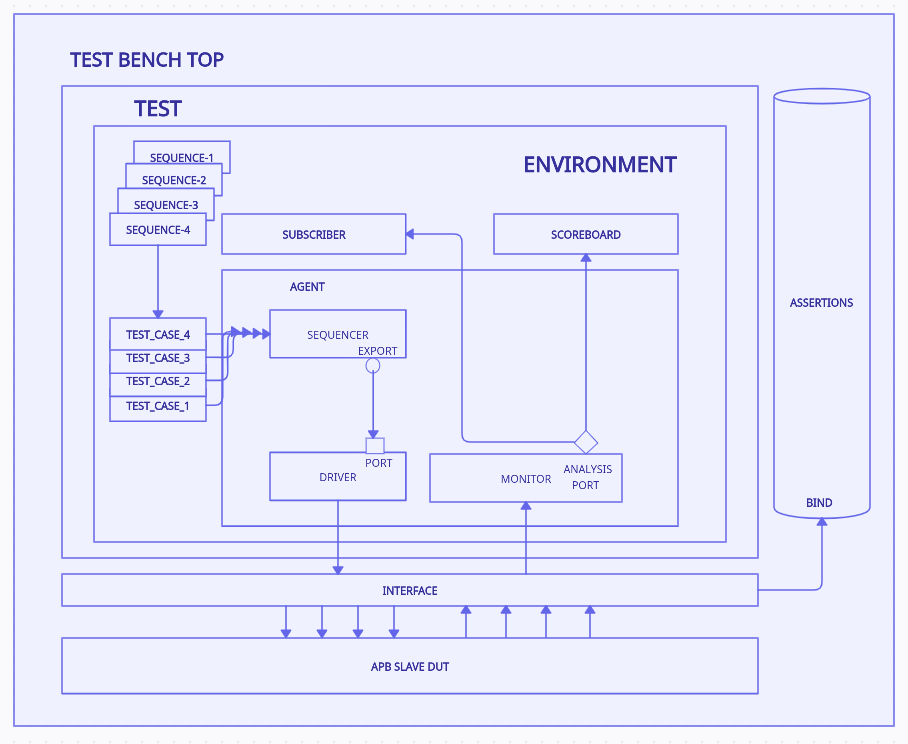 TEST BENCH TOP
TEST
ENVIRONMENT
SEQUENCE-1
SEQUENCE-2
SEQUENCE-3
SEQUENCE-4
SUBSCRIBER
SCOREBOARD
AGENT
ASSERTIONS
TEST_CASE_4
TEST_CASE_3
TEST_CASE_2
TEST_CASE_1
SEQUENCER
EXPORT
PORT
DRIVER
MONITOR
ANALYSIS
PORT
BIND
INTERFACE
APB SLAVE DUT